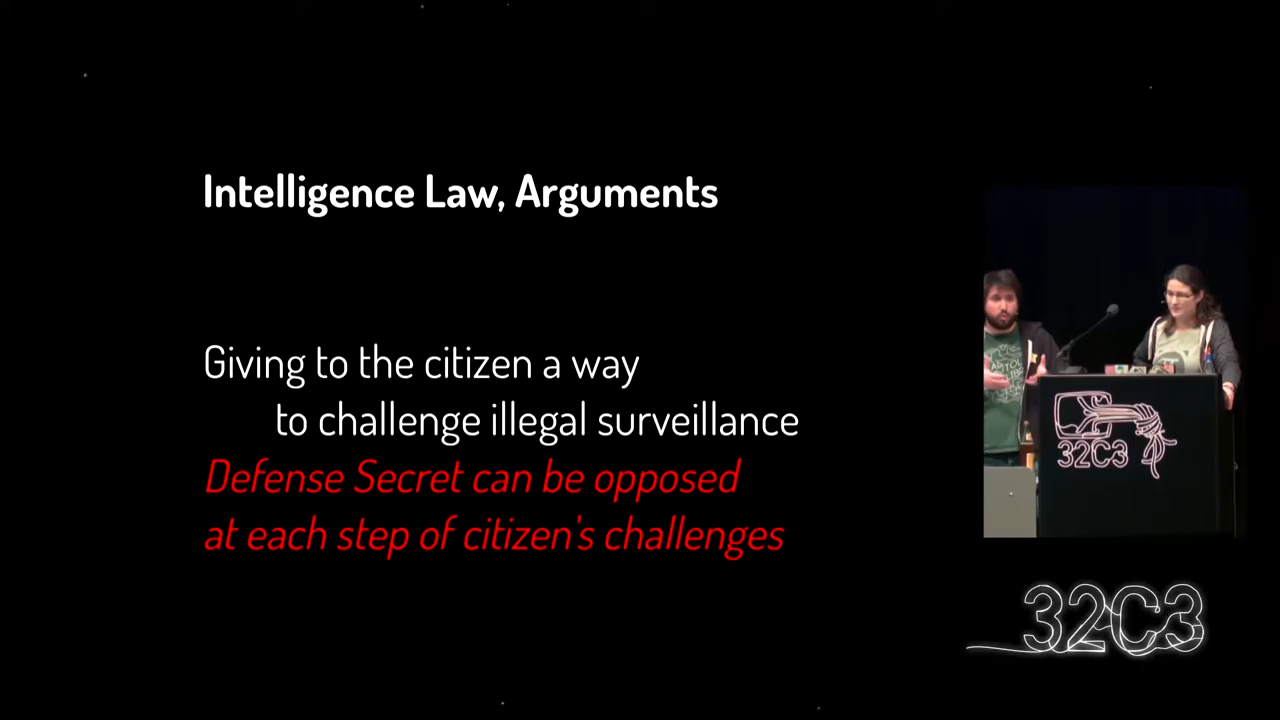 Intelligence Law, Arguments
Giving to the citizen a way
to challenge illegal surveillance
Defense Secret can be opposed
at each step of citizen's challenges
32C3
32C3